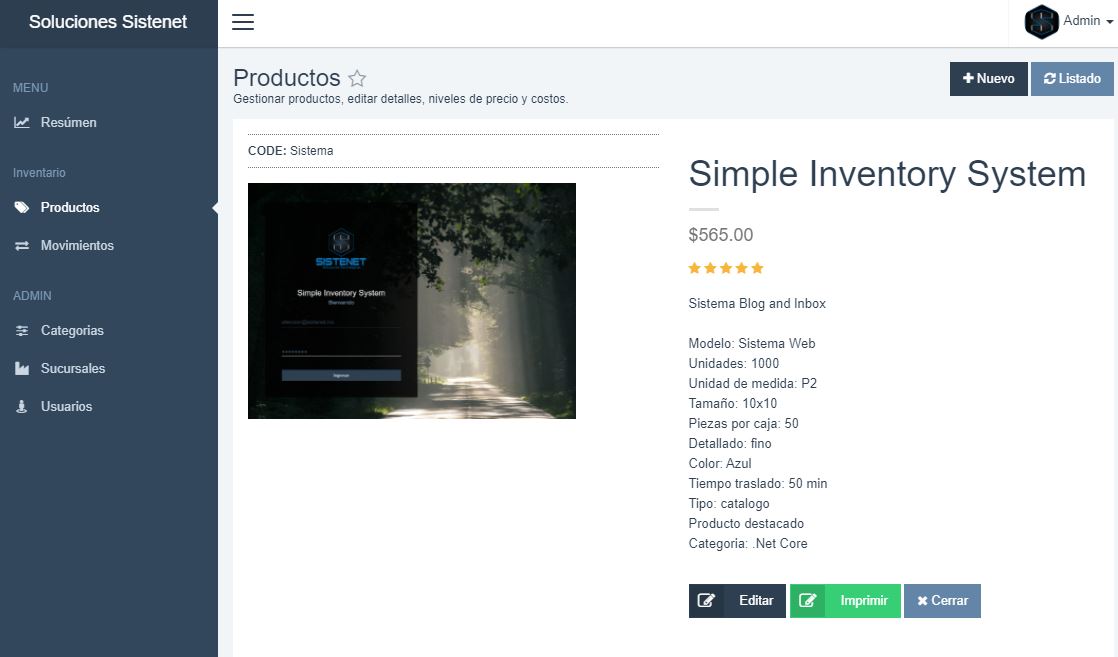 Soluciones Sistenet
Admin
MENU
Resúmen
Inventario
Productos
Movimientos
ADMIN
Categorias
Sucursales
Usuarios
Productos
Gestionar productos, editar detalles, niveles de precio y costos.
Nuevo
Listado
CODE: Sistema
SISTENET
Simple Inventory System
Bienvenido
Ingresar
Simple Inventory System
$565.00
Sistema Blog and Inbox
Modelo: Sistema Web
Unidades: 1000
Unidad de medida: P2
Tamaño: 10x10
Piezas por caja: 50
Detallado: fino
Color: Azul
Tiempo traslado: 50 min
Tipo: catalogo
Producto destacado
Categoria: .Net Core
Editar
Imprimir
Cerrar